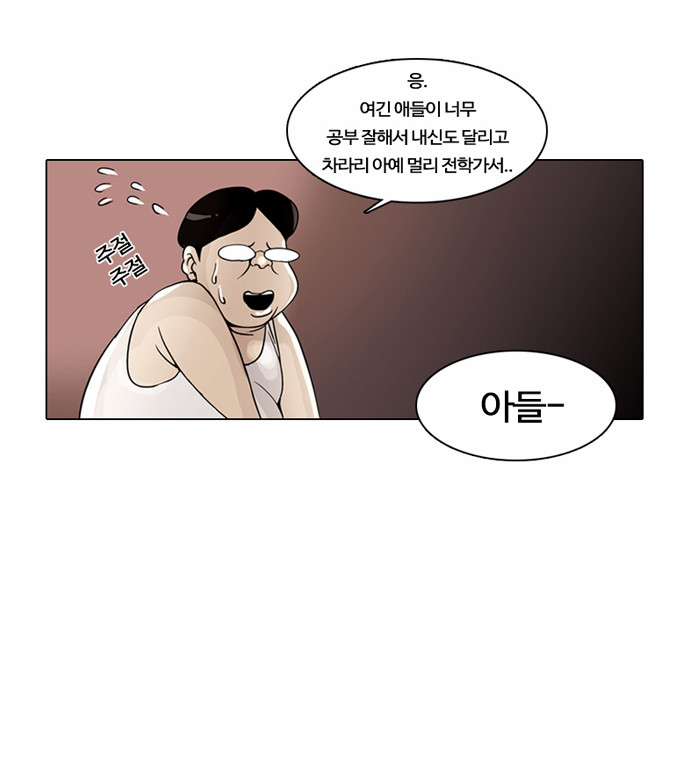 응.
여긴 애들이 너무
공부 잘해서 내신도 달리고
차라리 아예 멀리 전학가서..
주절
주절
아들-